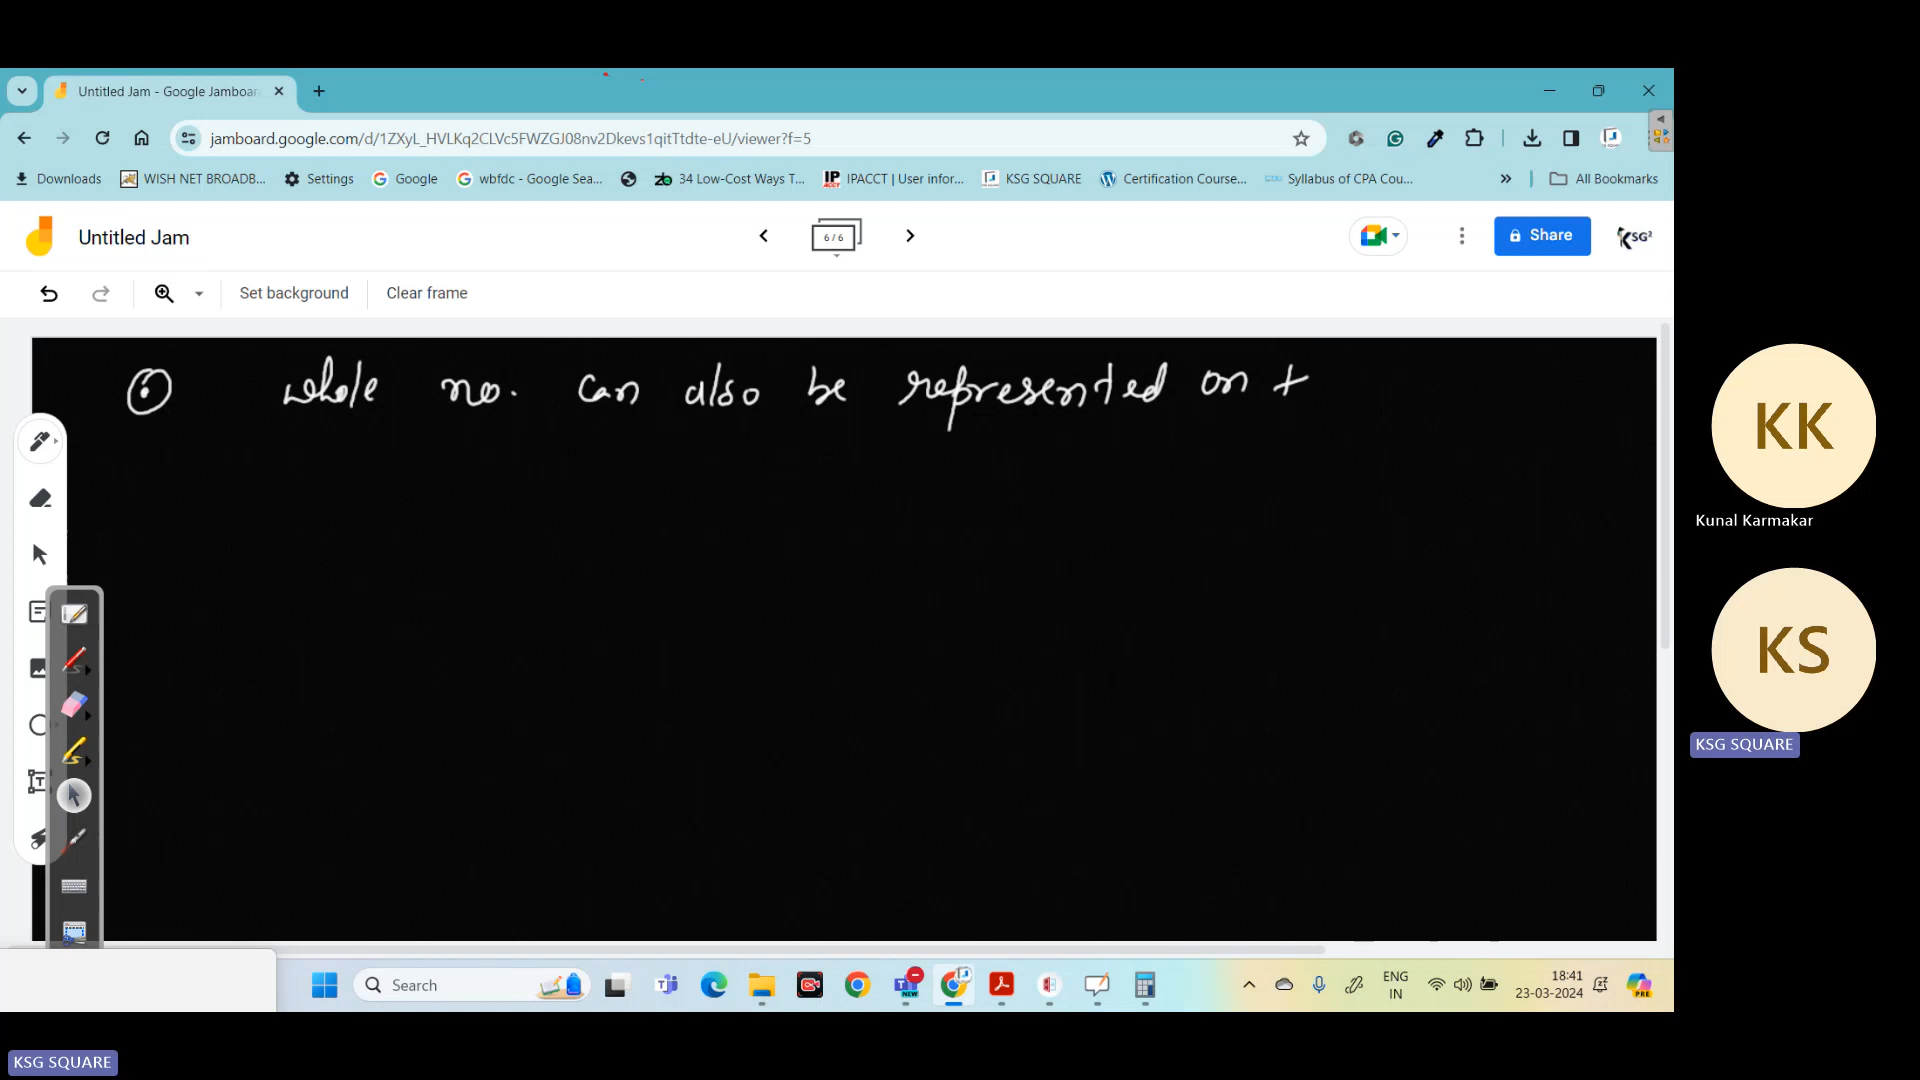 Untitled Jam - Google Jamboar
jamboard.google.com/d/1ZXyL_HVLKq2CLVc5FWZGJ08nv2Dkevs1qitTtdte-eU/viewer?f=5
Downloads WISH NET BROADB... Settings Google wbfdc - Google Sea... 34 Low-Cost Ways T... IPACCT | User infor... KSG SQUARE Certification Course... Syllabus of CPA Cou... » All Bookmarks
Untitled Jam 6 / 6 Share KSG²
Set background Clear frame
whole no. can also be represented on t
KK
Kunal Karmakar
KS
KSG SQUARE
Search ENG IN 18:41 23-03-2024
KSG SQUARE